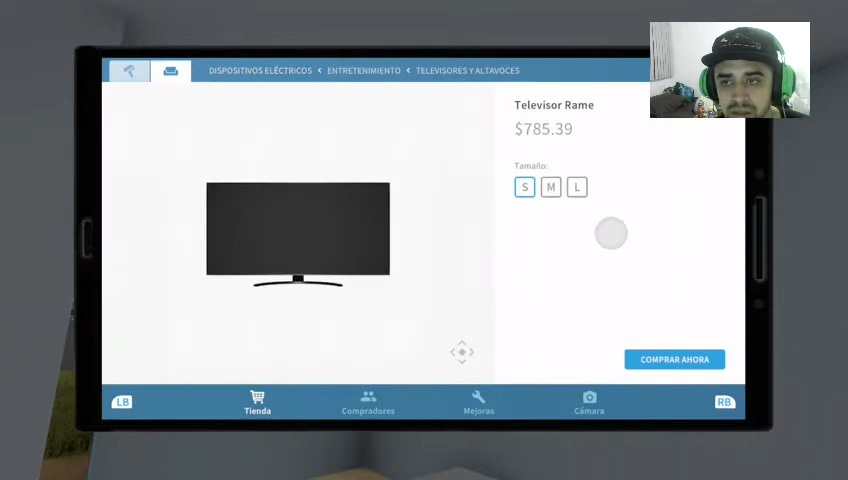 DISPOSITIVOS ELÉCTRICOS < ENTRETENIMIENTO < TELEVISORES Y ALTAVOCES
Televisor Rame
$785.39
Tamaño:
S M L
COMPRAR AHORA
LB
Tienda
Compradores
Mejoras
Cámara
RB